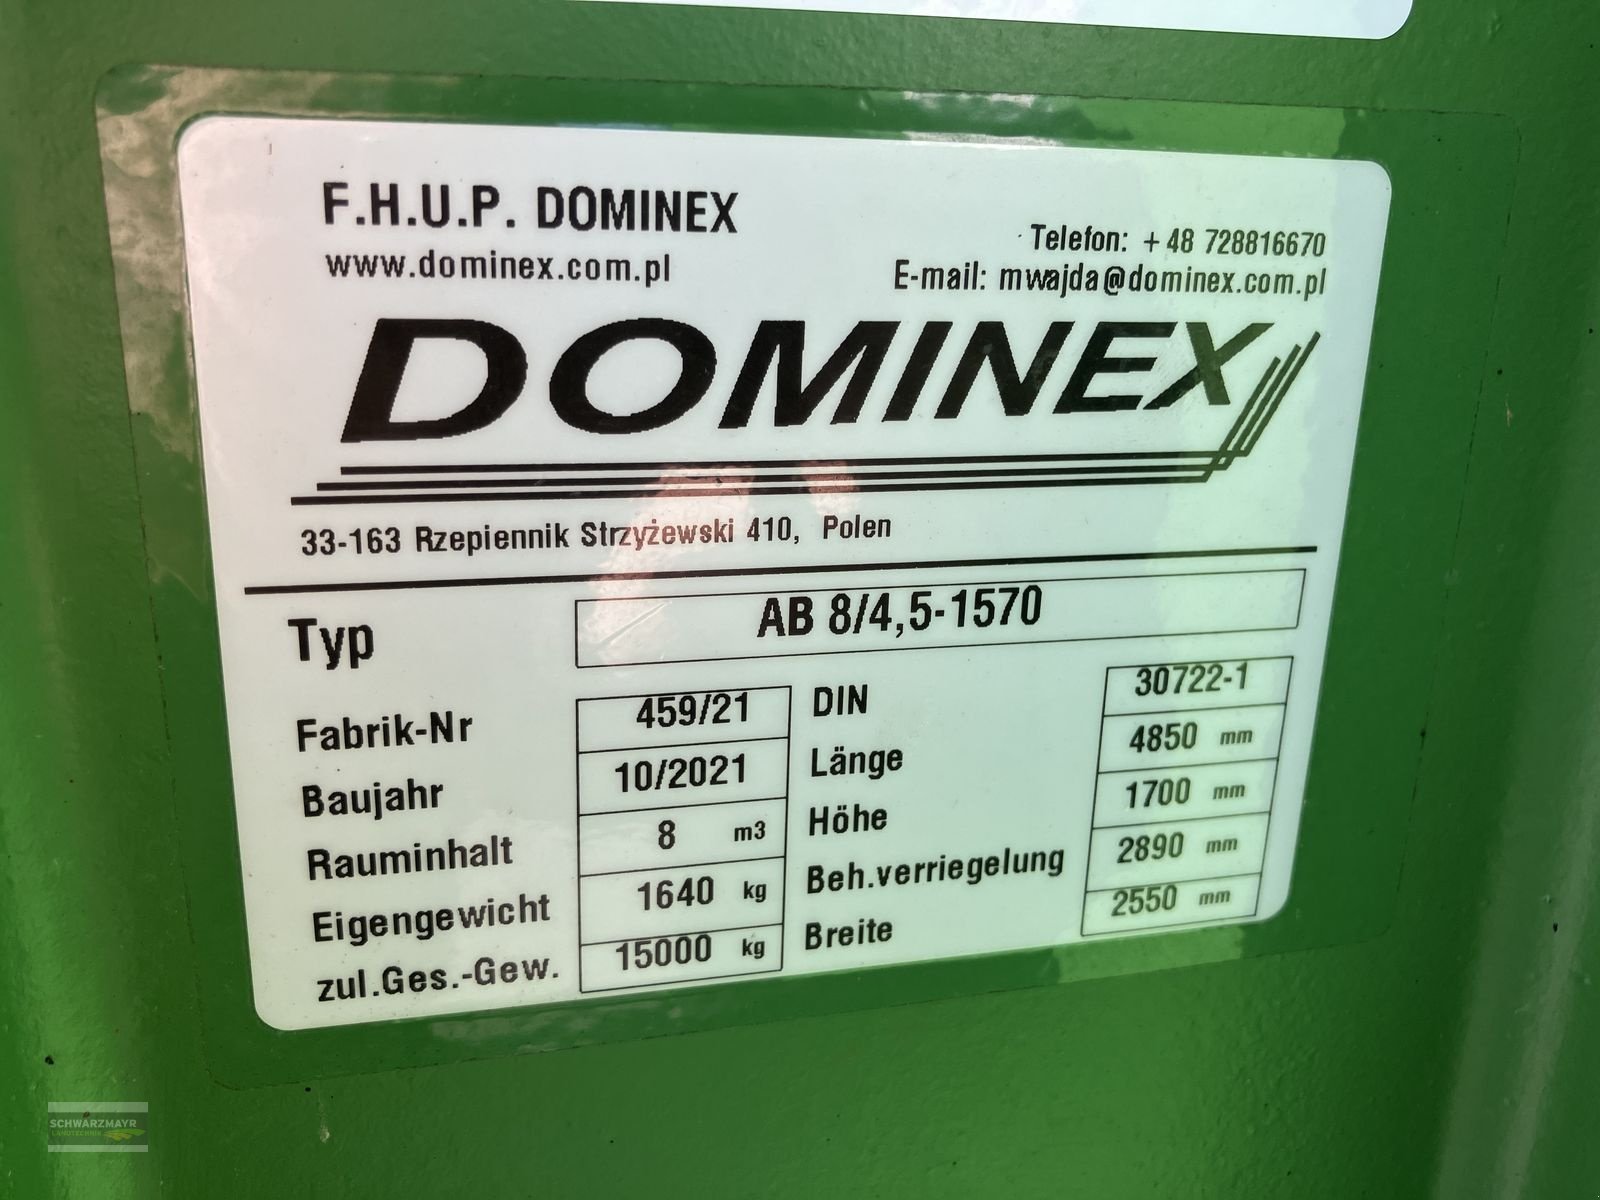 F.H.U.P. DOMINEX
www.dominex.com.pl
Telefon: +48 728816670
E-mail: mwajda@dominex.com.pl
DOMINEX
33-163 Rzepiennik Strzyżewski 410, Polen
Typ AB 8/4,5-1570
Fabrik-Nr 459/21
Baujahr 10/2021
Rauminhalt 8 m3
Eigengewicht 1640 kg
zul.Ges.-Gew. 15000 kg
DIN 30722-1
Länge 4850 mm
Höhe 1700 mm
Beh.verriegelung 2890 mm
Breite 2550 mm
SCHWARZMAYR
LANDTECHNIK